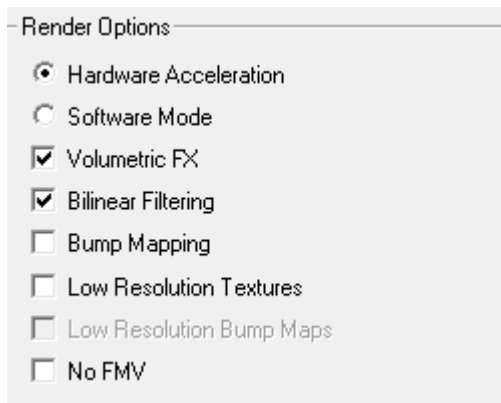 Render Options
Hardware Acceleration
Software Mode
Volumetric FX
Bilinear Filtering
Bump Mapping
Low Resolution Textures
Low Resolution Bump Maps
No FMV